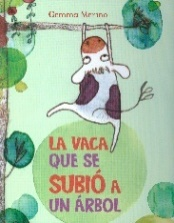 Gemma Merino
LA VACA
QUE SE
SUBIÓ A
UN ÁRBOL